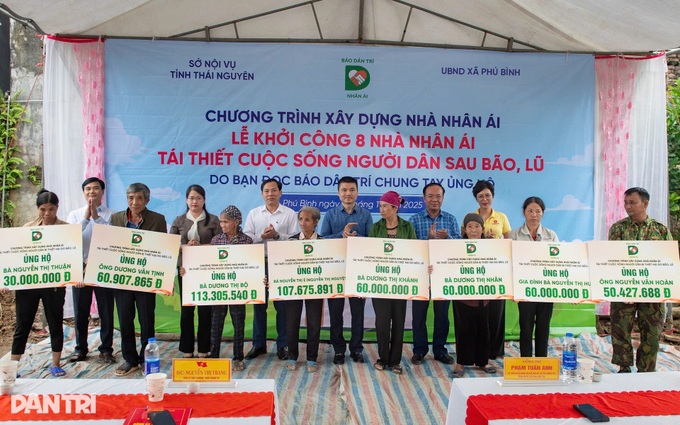 SỞ NỘI VỤ
TỈNH THÁI NGUYÊN
BÁO DÂN TRÍ
D
NHÂN ÁI
UBND XÃ PHÚ BÌNH
CHƯƠNG TRÌNH XÂY DỰNG NHÀ NHÂN ÁI
LỄ KHỞI CÔNG 8 NHÀ NHÂN ÁI
TÁI THIẾT CUỘC SỐNG NGƯỜI DÂN SAU BÃO, LŨ
DO BẠN ĐỌC BÁO DÂN TRÍ CHUNG TAY ỦNG HỘ
Phú Bình, ngày
ỦNG HỘ
BÀ NGUYỄN THỊ THUẬN
30.000.000 Đ
ỦNG HỘ
ÔNG DƯƠNG VĂN TỊNH
60.907.865 Đ
ỦNG HỘ
BÀ DƯƠNG THỊ BỘ
113.305.540 Đ
ỦNG HỘ
107.675.891 Đ
ỦNG HỘ
BÀ DƯƠNG THỊ KHÁNH
60.000.000 Đ
ỦNG HỘ
BÀ DƯƠNG THỊ NHÂN
60.000.000 Đ
ỦNG HỘ
GIA ĐÌNH BÀ NGUYỄN THỊ HÙ
60.000.000 Đ
ỦNG HỘ
ÔNG NGUYỄN VĂN HOÀN
50.427.688 Đ
Đ/C: NGUYỄN THỊ TRANG
PHẠM TUẤN ANH
DANTRI